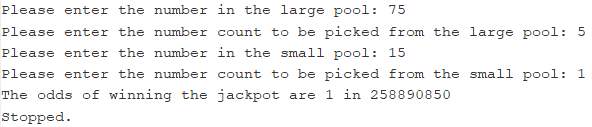 Please enter the number in the large pool: 75
Please enter the number count to be picked from the large pool: 5
Please enter the number in the small pool: 15
Please enter the number count to be picked from the small pool: 1
The odds of winning the jackpot are 1 in 258890850
Stopped.